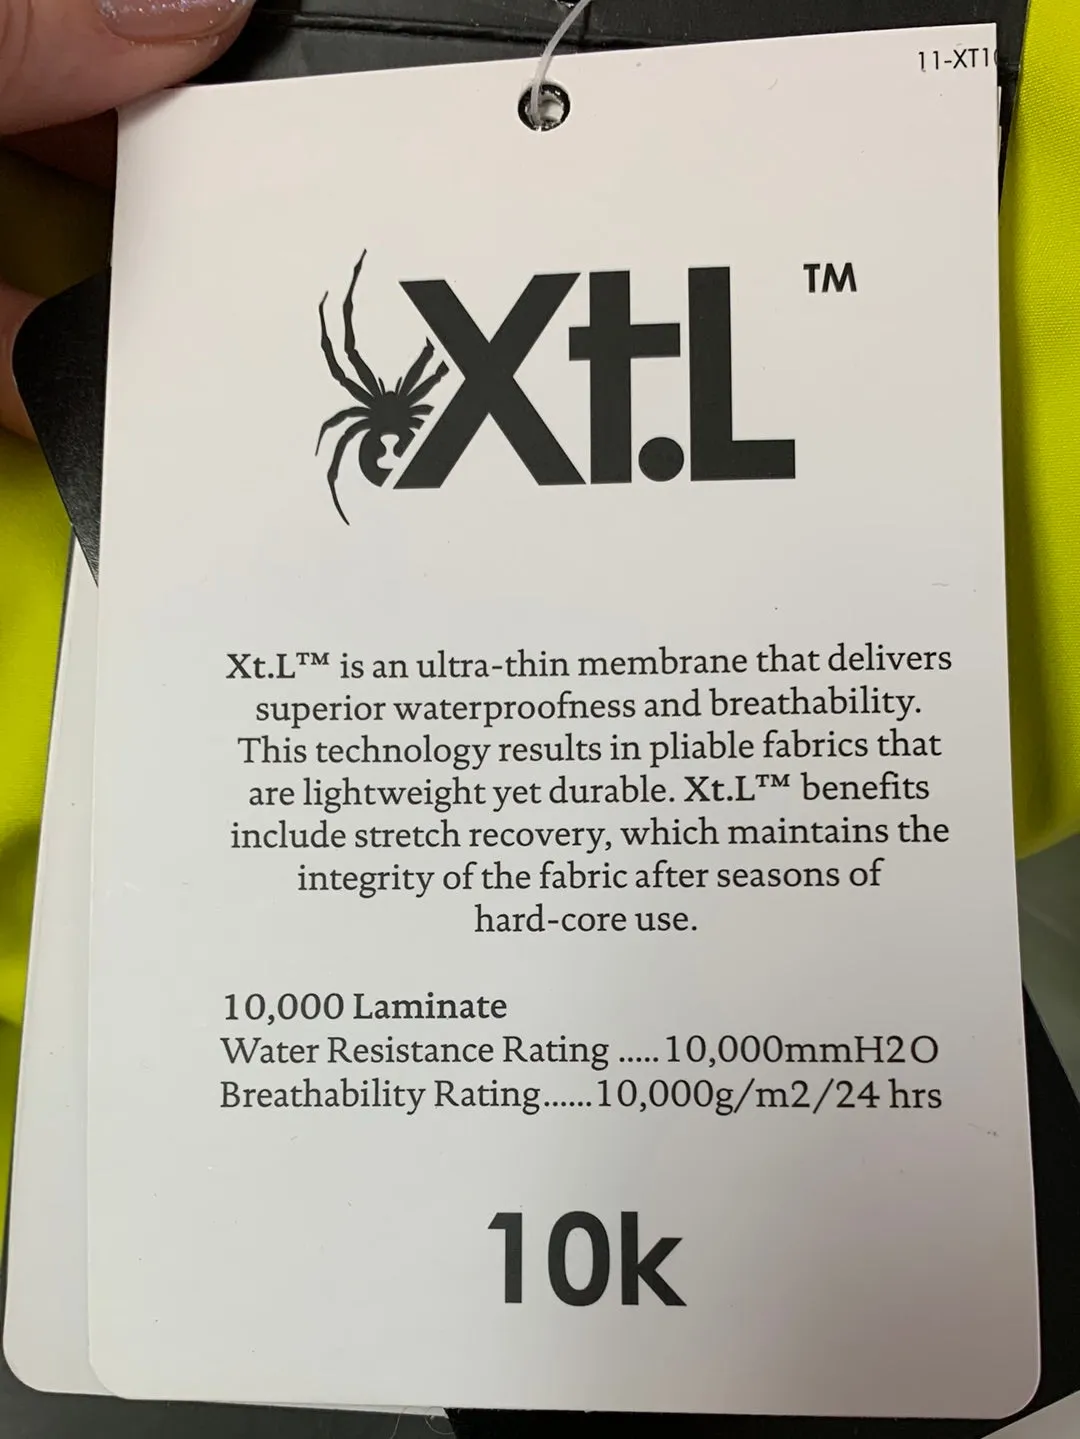 11-XT1
Xt.L™
Xt.L™ is an ultra-thin membrane that delivers
superior waterproofness and breathability.
This technology results in pliable fabrics that
are lightweight yet durable. Xt.L™ benefits
include stretch recovery, which maintains the
integrity of the fabric after seasons of
hard-core use.
10,000 Laminate
Water Resistance Rating ..... 10,000mmH2O
Breathability Rating...... 10,000g/m2/24 hrs
10k